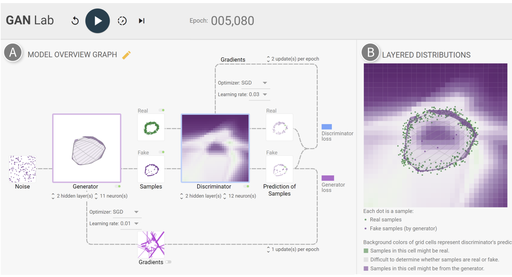 GAN Lab
Epoch: 005,080
A MODEL OVERVIEW GRAPH
Gradients
2 update(s) per epoch
Optimizer: SGD
Learning rate: 0.03
Real
Fake
Real
Fake
Discriminator
loss
Generator
loss
Noise
Generator
2 hidden layer(s)
11 neuron(s)
Samples
Discriminator
2 hidden layer(s)
12 neuron(s)
Prediction of
Samples
Optimizer: SGD
Learning rate: 0.01
Gradients
1 update(s) per epoch
B LAYERED DISTRIBUTIONS
Each dot is a sample:
Real samples
Fake samples (by generator)
Background colors of grid cells represent discriminator's predic
Samples in this cell might be real.
Difficult to determine whether samples are real or fake.
Samples in this cell might be from the generator.